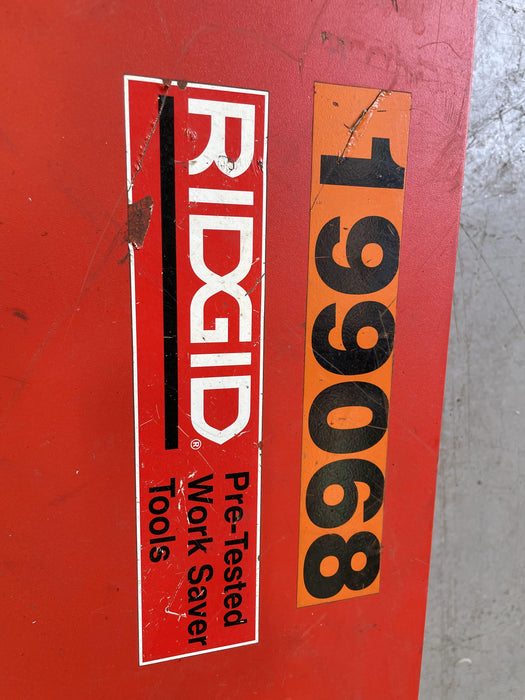 199068
RIDGID®
Pre-Tested
Work Saver
Tools